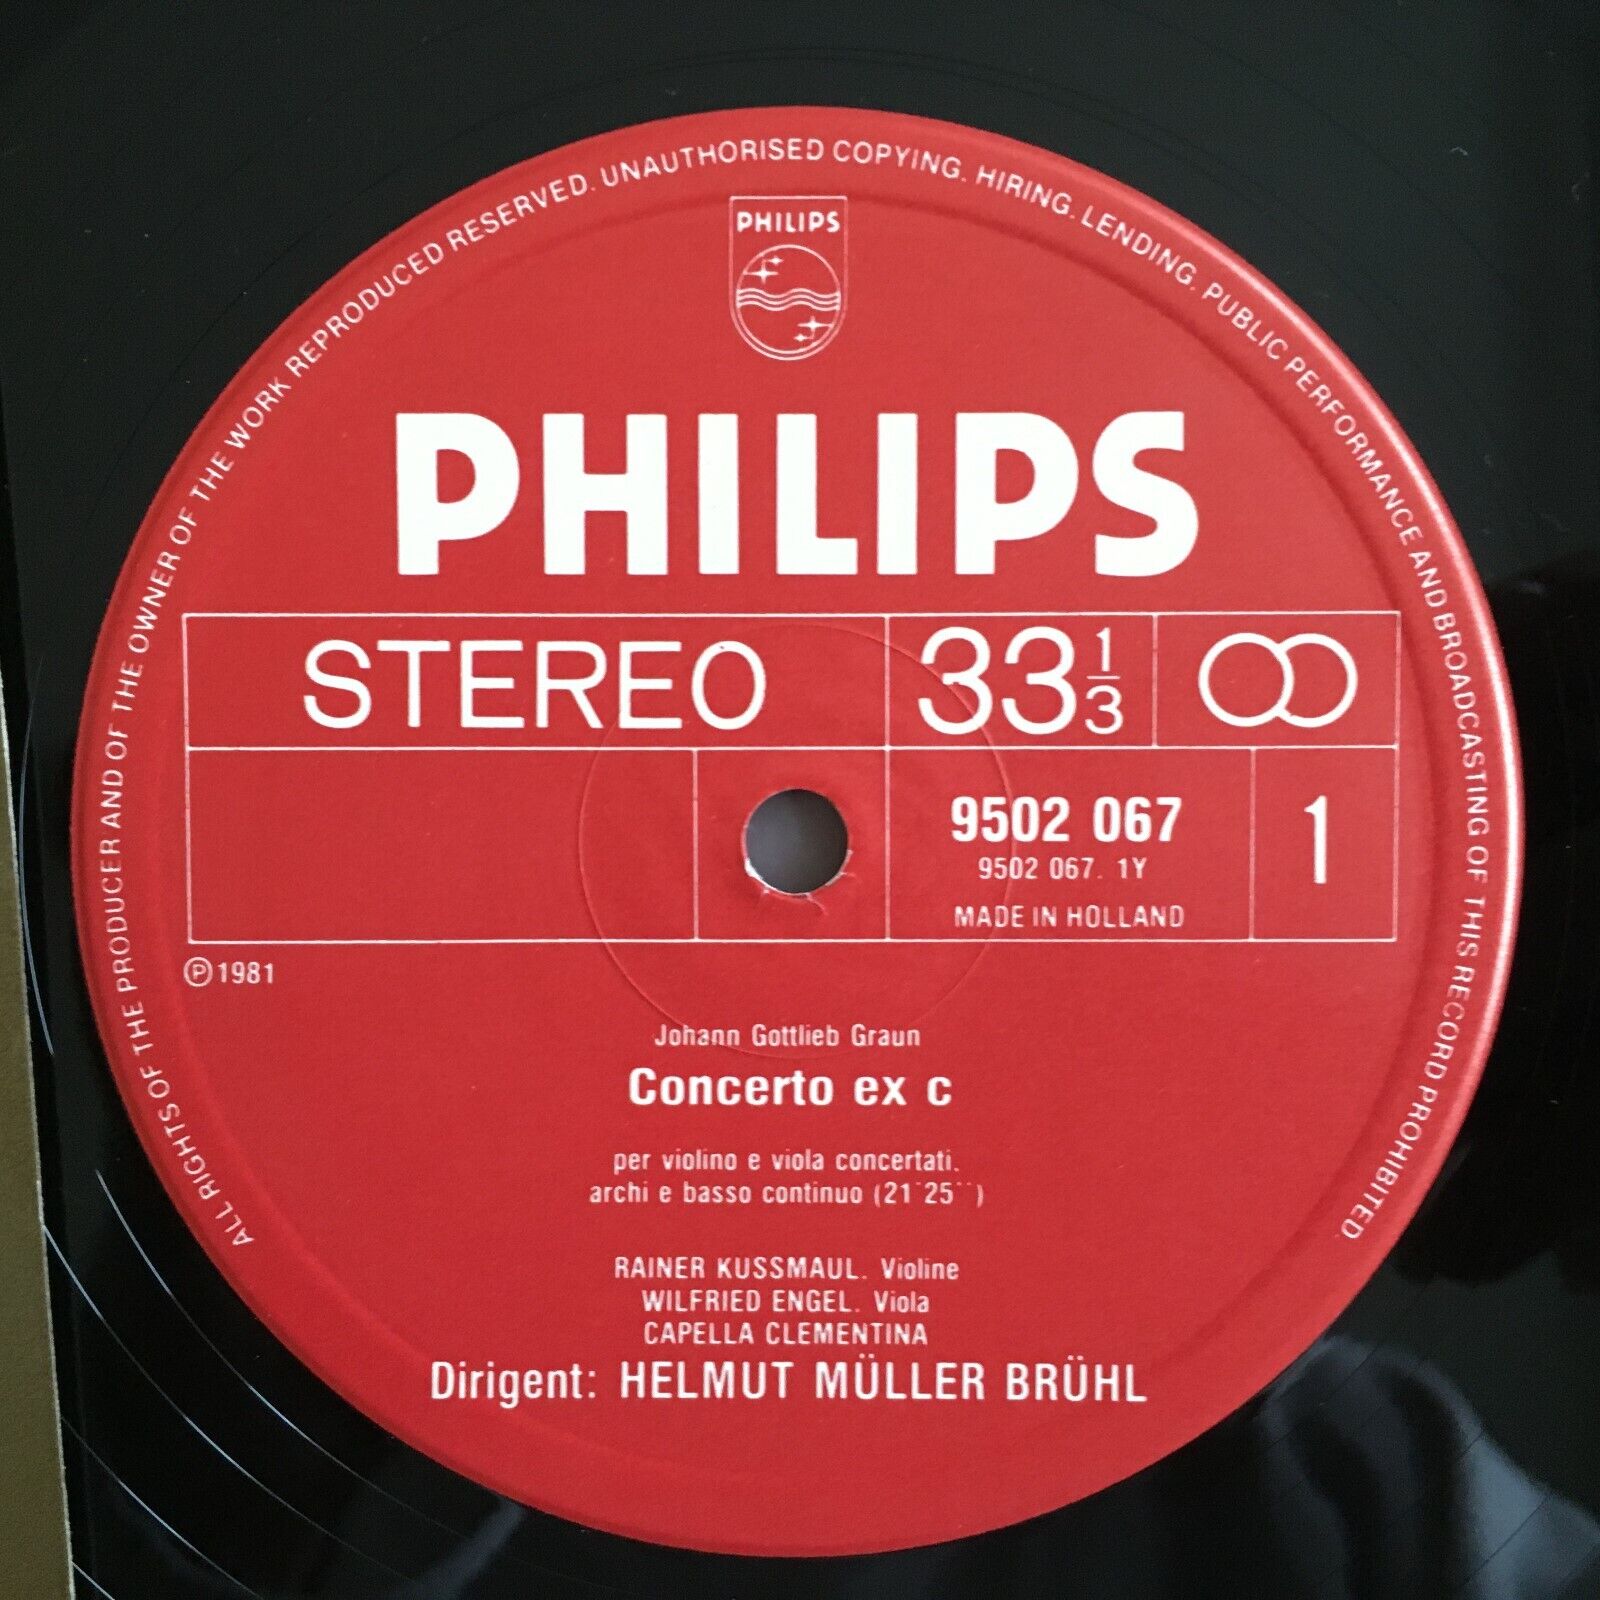 ALL RIGHTS OF THE PRODUCER AND OF THE OWNER OF THE WORK REPRODUCED RESERVED. UNAUTHORISED COPYING. HIRING. LENDING. PUBLIC PERFORMANCE AND BROADCASTING OF THIS RECORD PROHIBITED.
PHILIPS
PHILIPS
STEREO 33 1/3
9502 067 1
9502 067. 1Y
MADE IN HOLLAND
℗ 1981
Johann Gottlieb Graun
Concerto ex c
per violino e viola concertati.
archi e basso continuo (21´25´´)
RAINER KUSSMAUL. Violine
WILFRIED ENGEL. Viola
CAPELLA CLEMENTINA
Dirigent: HELMUT MÜLLER BRÜHL